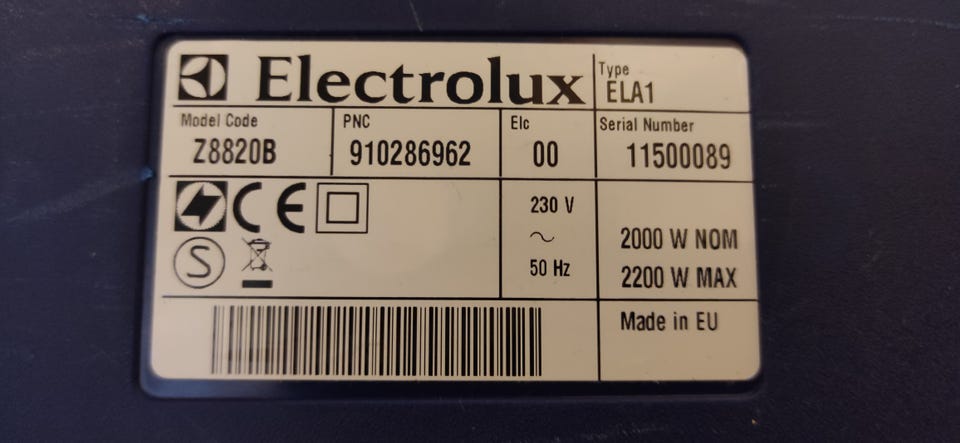 Electrolux
Type
ELA1
Model Code
Z8820B
PNC
910286962
Elc
00
Serial Number
11500089
CE
S
230 V
~
50 Hz
2000 W NOM
2200 W MAX
Made in EU